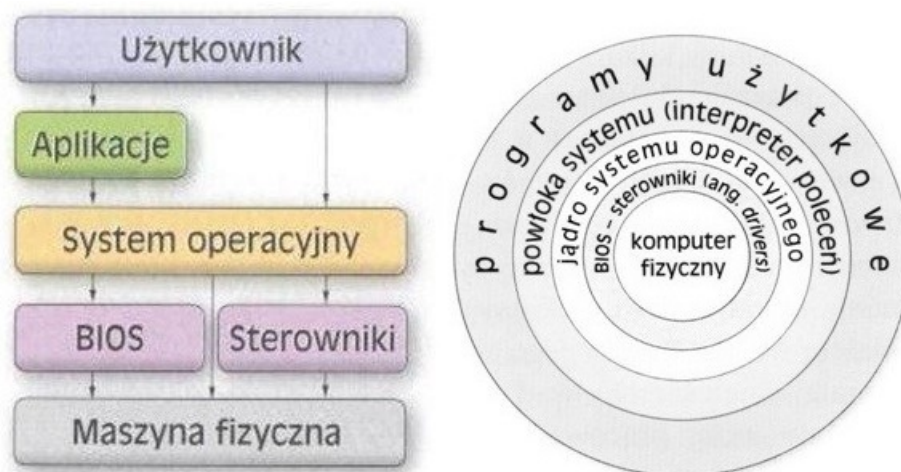 Użytkownik
Aplikacje
System operacyjny
BIOS
Sterowniki
Maszyna fizyczna
programy użytkowe
powłoka systemu (interpreter poleceń)
jądro systemu operacyjnego
BIOS – sterowniki (ang. drivers)
komputer
fizyczny